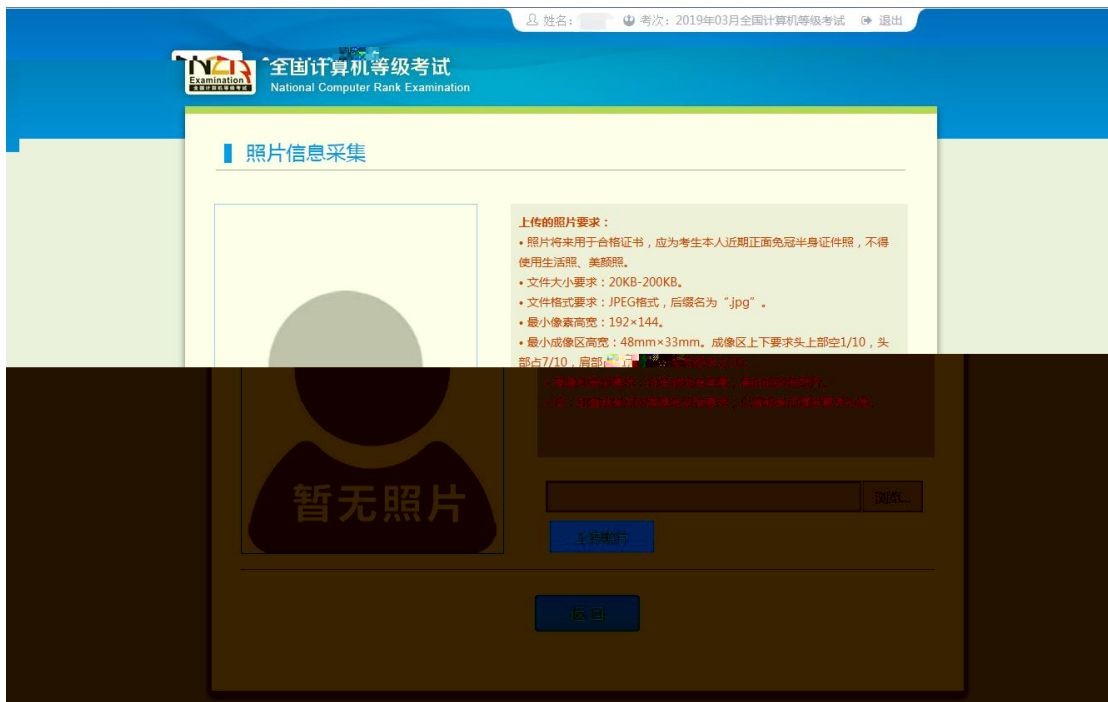 姓名： 考次：2019年03月全国计算机等级考试 退出
Examination
全国计算机等级考试
National Computer Rank Examination
照片信息采集
上传的照片要求：
• 照片将来用于合格证书，应为考生本人近期正面免冠半身证件照，不得
使用生活照、美颜照。
• 文件大小要求：20KB-200KB。
• 文件格式要求：JPEG格式，后缀名为“.jpg”。
• 最小像素高宽：192×144。
• 最小成像区高宽：48mm×33mm。成像区上下要求头上部空1/10，头
部占7/10，肩部
暂无照片
浏览...
上传照片
返 回